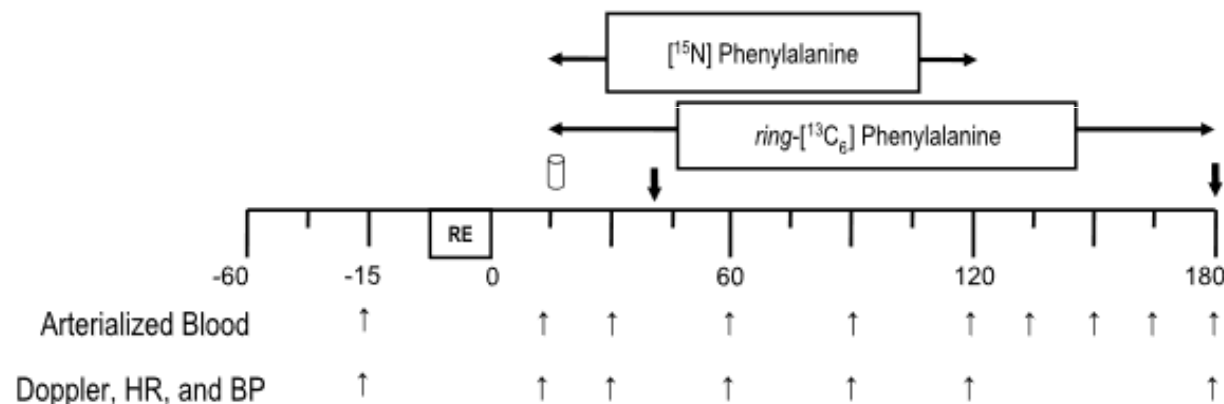 [¹⁵N] Phenylalanine
ring-[¹³C₆] Phenylalanine
RE
-60 -15 0 60 120 180
Arterialized Blood
Doppler, HR, and BP